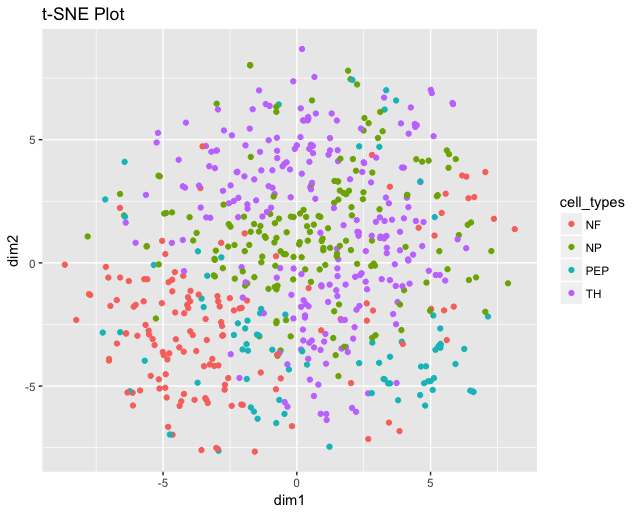 t-SNE Plot
dim2
5
0
-5
-5
0
5
dim1
cell_types
NF
NP
PEP
TH